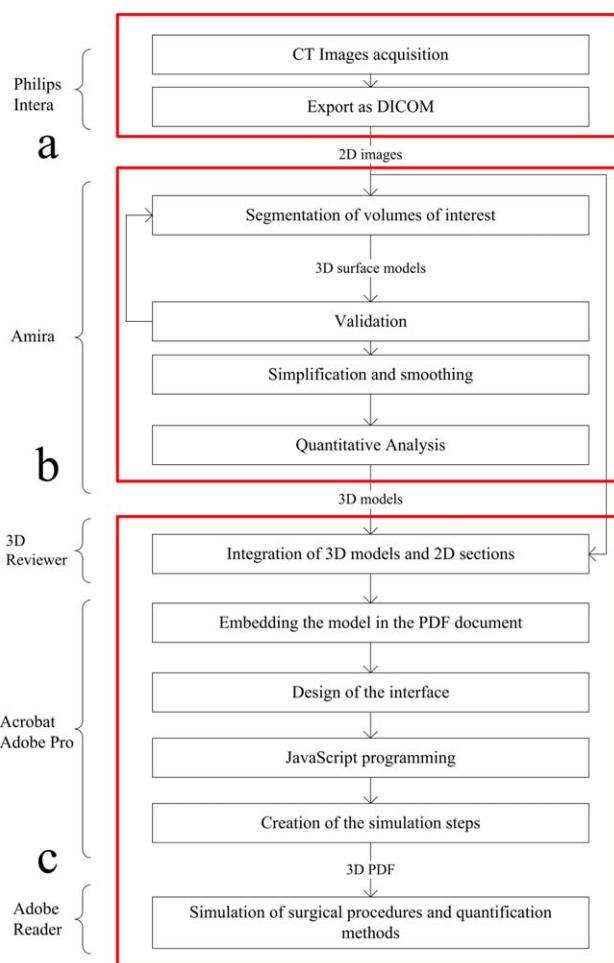 CT Images acquisition
Philips
Intera
Export as DICOM
a
2D images
Segmentation of volumes of interest
3D surface models
Validation
Amira
Simplification and smoothing
Quantitative Analysis
b
3D models
3D
Reviewer
Integration of 3D models and 2D sections
Embedding the model in the PDF document
Design of the interface
Acrobat
Adobe Pro
JavaScript programming
Creation of the simulation steps
c
3D PDF
Adobe
Reader
Simulation of surgical procedures and quantification
methods